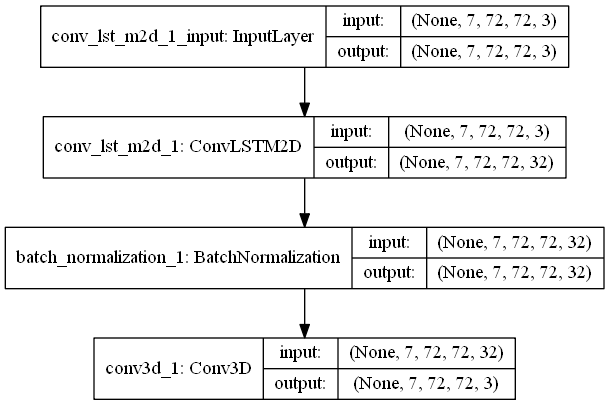 conv_lst_m2d_1_input: InputLayer
input: (None, 7, 72, 72, 3)
output: (None, 7, 72, 72, 3)
conv_lst_m2d_1: ConvLSTM2D
input: (None, 7, 72, 72, 3)
output: (None, 7, 72, 72, 32)
batch_normalization_1: BatchNormalization
input: (None, 7, 72, 72, 32)
output: (None, 7, 72, 72, 32)
conv3d_1: Conv3D
input: (None, 7, 72, 72, 32)
output: (None, 7, 72, 72, 3)